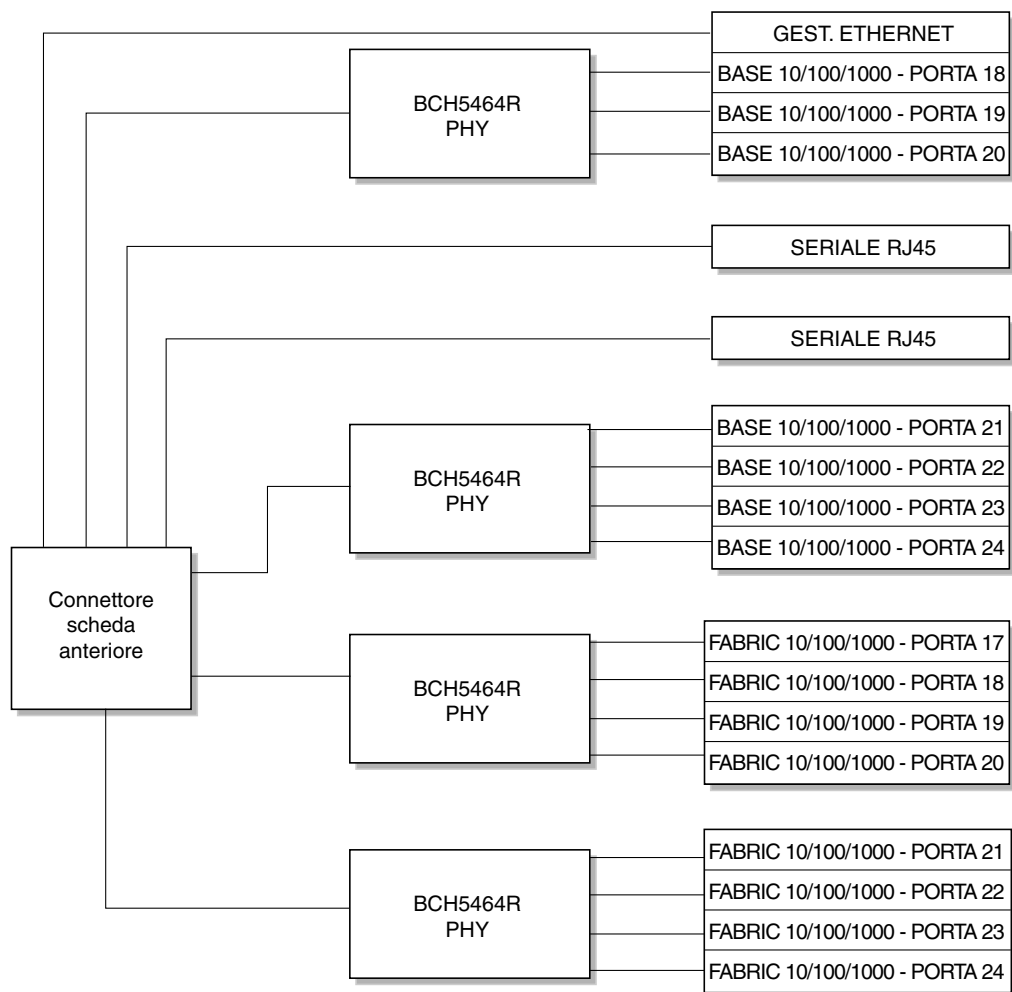 GEST. ETHERNET
BASE 10/100/1000 - PORTA 18
BCH5464R
PHY
BASE 10/100/1000 - PORTA 19
BASE 10/100/1000 - PORTA 20
SERIALE RJ45
SERIALE RJ45
BASE 10/100/1000 - PORTA 21
BCH5464R
PHY
BASE 10/100/1000 - PORTA 22
BASE 10/100/1000 - PORTA 23
BASE 10/100/1000 - PORTA 24
Connettore
scheda
anteriore
FABRIC 10/100/1000 - PORTA 17
BCH5464R
PHY
FABRIC 10/100/1000 - PORTA 18
FABRIC 10/100/1000 - PORTA 19
FABRIC 10/100/1000 - PORTA 20
FABRIC 10/100/1000 - PORTA 21
BCH5464R
PHY
FABRIC 10/100/1000 - PORTA 22
FABRIC 10/100/1000 - PORTA 23
FABRIC 10/100/1000 - PORTA 24